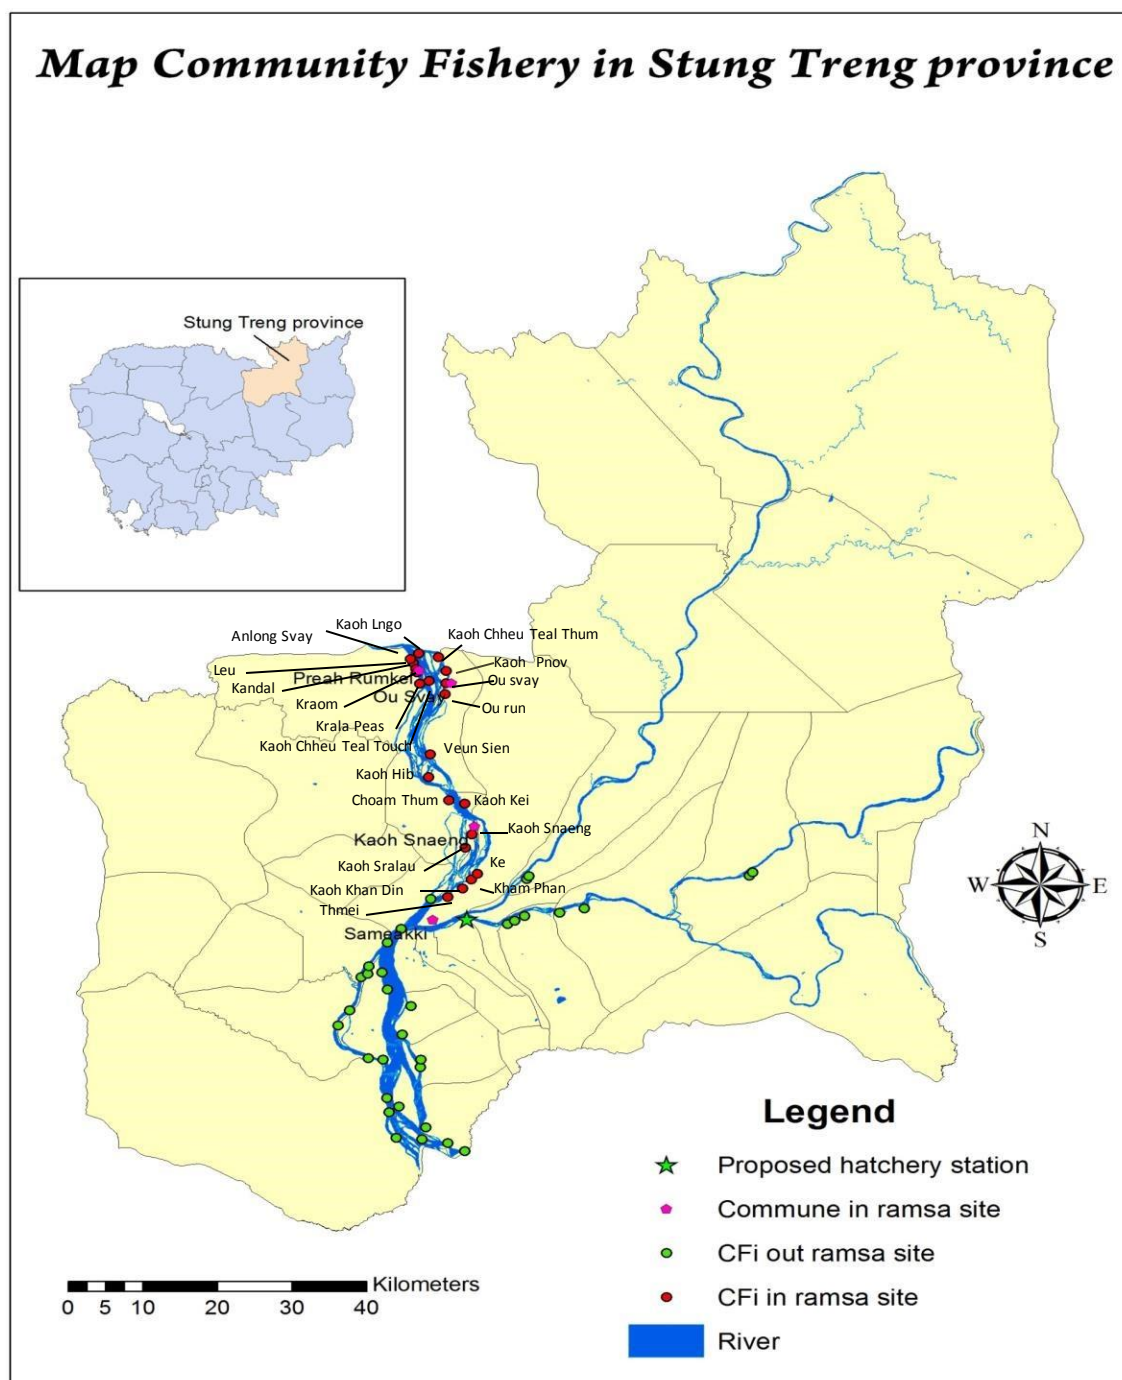 Map Community Fishery in Stung Treng province
Stung Treng province
Kaoh Lngo
Anlong Svay
Kaoh Chheu Teal Thum
Leu
Kaoh Pnov
Preah Rumkel
Ou svay
Kandal
Ou Svay
Kraom
Ou run
Krala Peas
Kaoh Chheu Teal Touch
Veun Sien
Kaoh Hib
Choam Thum
Kaoh Kei
Kaoh Snaeng
Kaoh Snaeng
Kaoh Sralau
Ke
Kaoh Khan Din
Kham Phan
Thmei
Sameakki
N
W
E
S
Legend
Proposed hatchery station
Commune in ramsa site
CFi out ramsa site
CFi in ramsa site
River
Kilometers
0 5 10 20 30 40